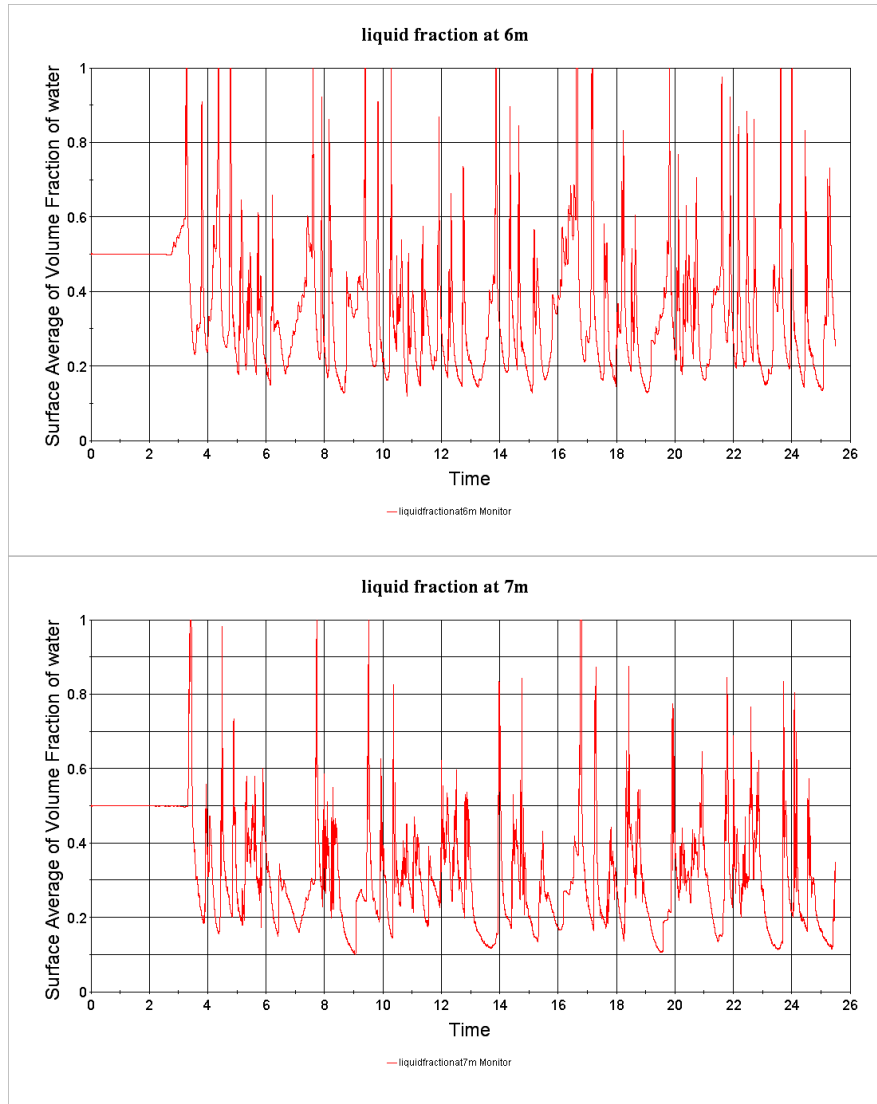 liquid fraction at 6m
Surface Average of Volume Fraction of water
1
0.8
0.6
0.4
0.2
0
0 2 4 6 8 10 12 14 16 18 20 22 24 26
Time
liquidfractionat6m Monitor
liquid fraction at 7m
Surface Average of Volume Fraction of water
1
0.8
0.6
0.4
0.2
0
0 2 4 6 8 10 12 14 16 18 20 22 24 26
Time
liquidfractionat7m Monitor